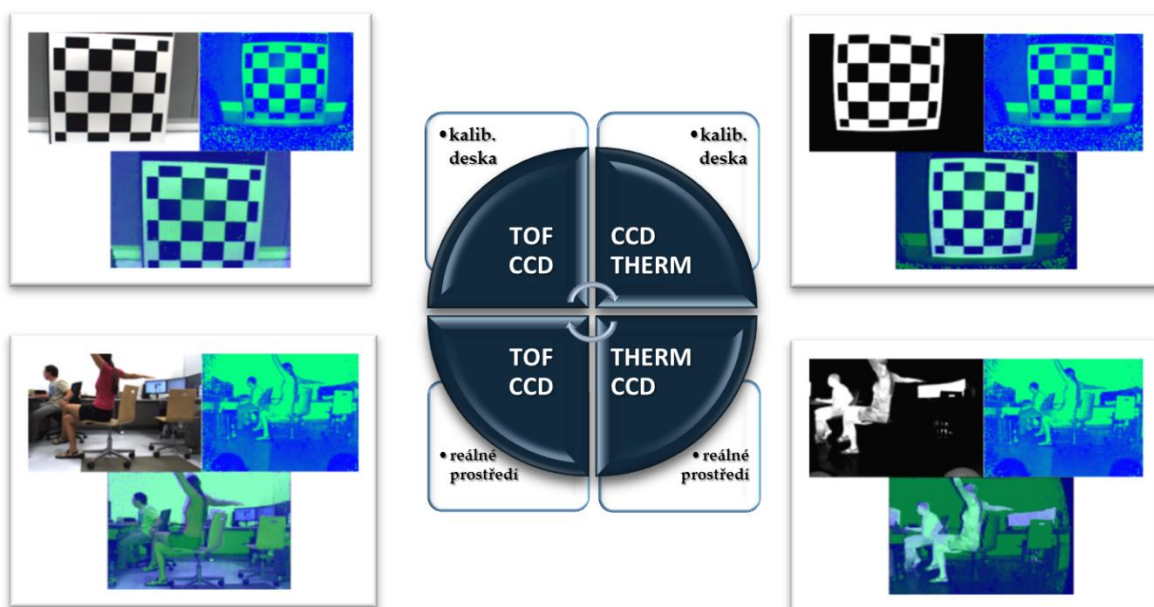 •kalib.
deska
•kalib.
deska
TOF
CCD
CCD
THERM
TOF
CCD
THERM
CCD
•reálné
prostředí
•reálné
prostředí